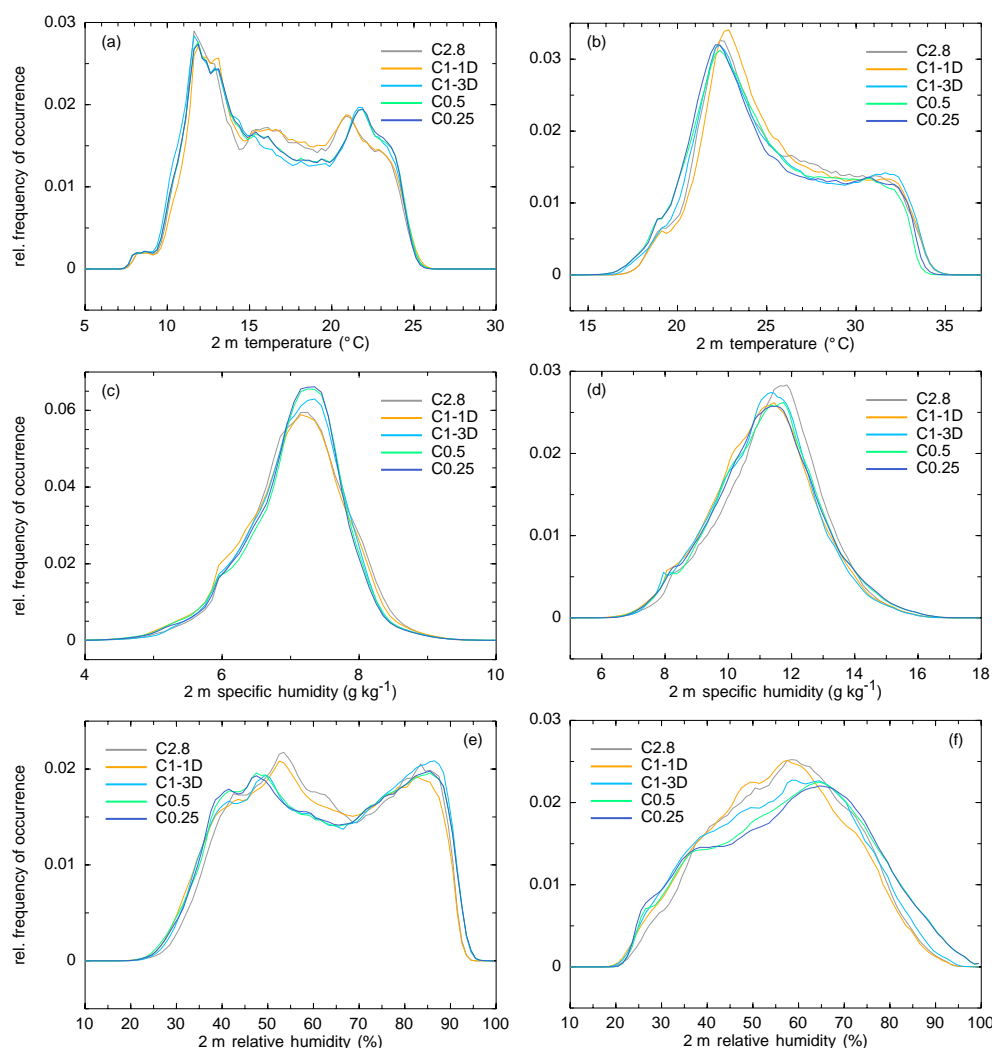 (a)
C2.8
C1-1D
C1-3D
C0.5
C0.25
rel. frequency of occurrence
0.03
0.02
0.01
0
5 10 15 20 25 30
2 m temperature (°C)
(b)
C2.8
C1-1D
C1-3D
C0.5
C0.25
0.03
0.02
0.01
0
15 20 25 30 35
2 m temperature (°C)
(c)
C2.8
C1-1D
C1-3D
C0.5
C0.25
rel. frequency of occurrence
0.06
0.04
0.02
0
4 6 8 10
2 m specific humidity (g kg-1)
(d)
C2.8
C1-1D
C1-3D
C0.5
C0.25
0.03
0.02
0.01
0
6 8 10 12 14 16 18
2 m specific humidity (g kg-1)
(e)
C2.8
C1-1D
C1-3D
C0.5
C0.25
rel. frequency of occurrence
0.02
0.01
0
10 20 30 40 50 60 70 80 90 100
2 m relative humidity (%)
(f)
C2.8
C1-1D
C1-3D
C0.5
C0.25
0.03
0.02
0.01
0
10 20 30 40 50 60 70 80 90 100
2 m relative humidity (%)